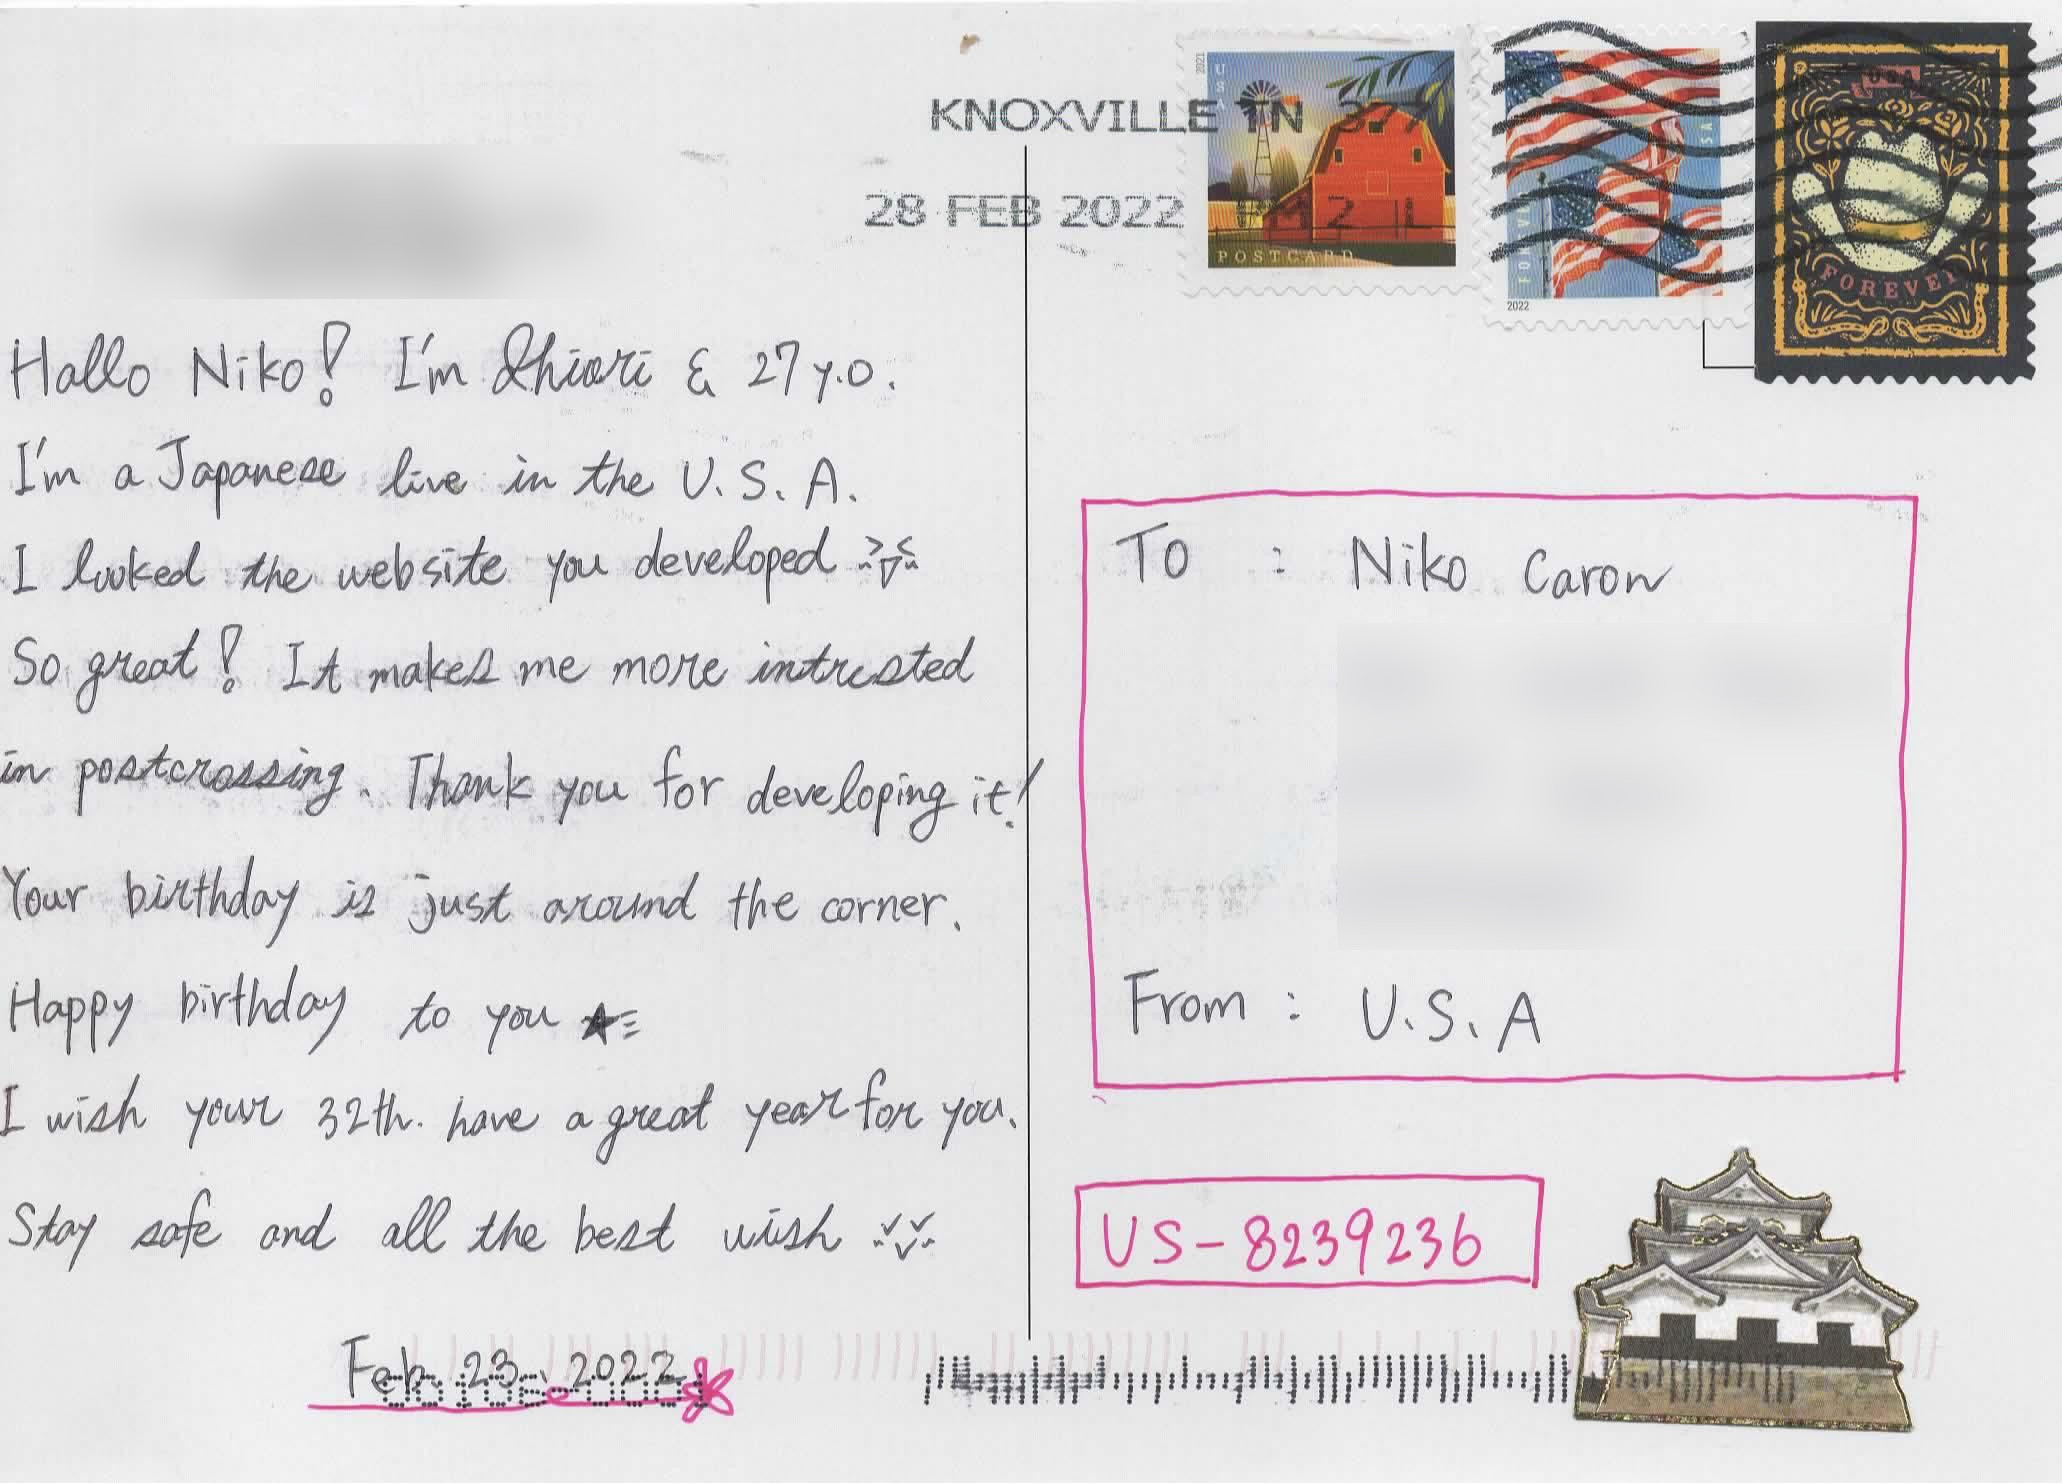 KNOXVILLE TN 377
28 FEB 2022 PM 2 L
2021
USA
POSTCARD
FOREVER
USA
2022
USA
FOREVER
Hallo Niko! I'm Shiori & 27 y.o.
I'm a Japanese live in the U.S.A.
I looked the website you developed
So great! It makes me more intrested
in postcrossing. Thank you for developing it!
Your birthday is just around the corner.
Happy birthday to you ★
I wish your 32th. have a great year for you.
Stay safe and all the best wish
Feb 23. 2022
To : Niko Caron
From : U.S.A
US-8239236